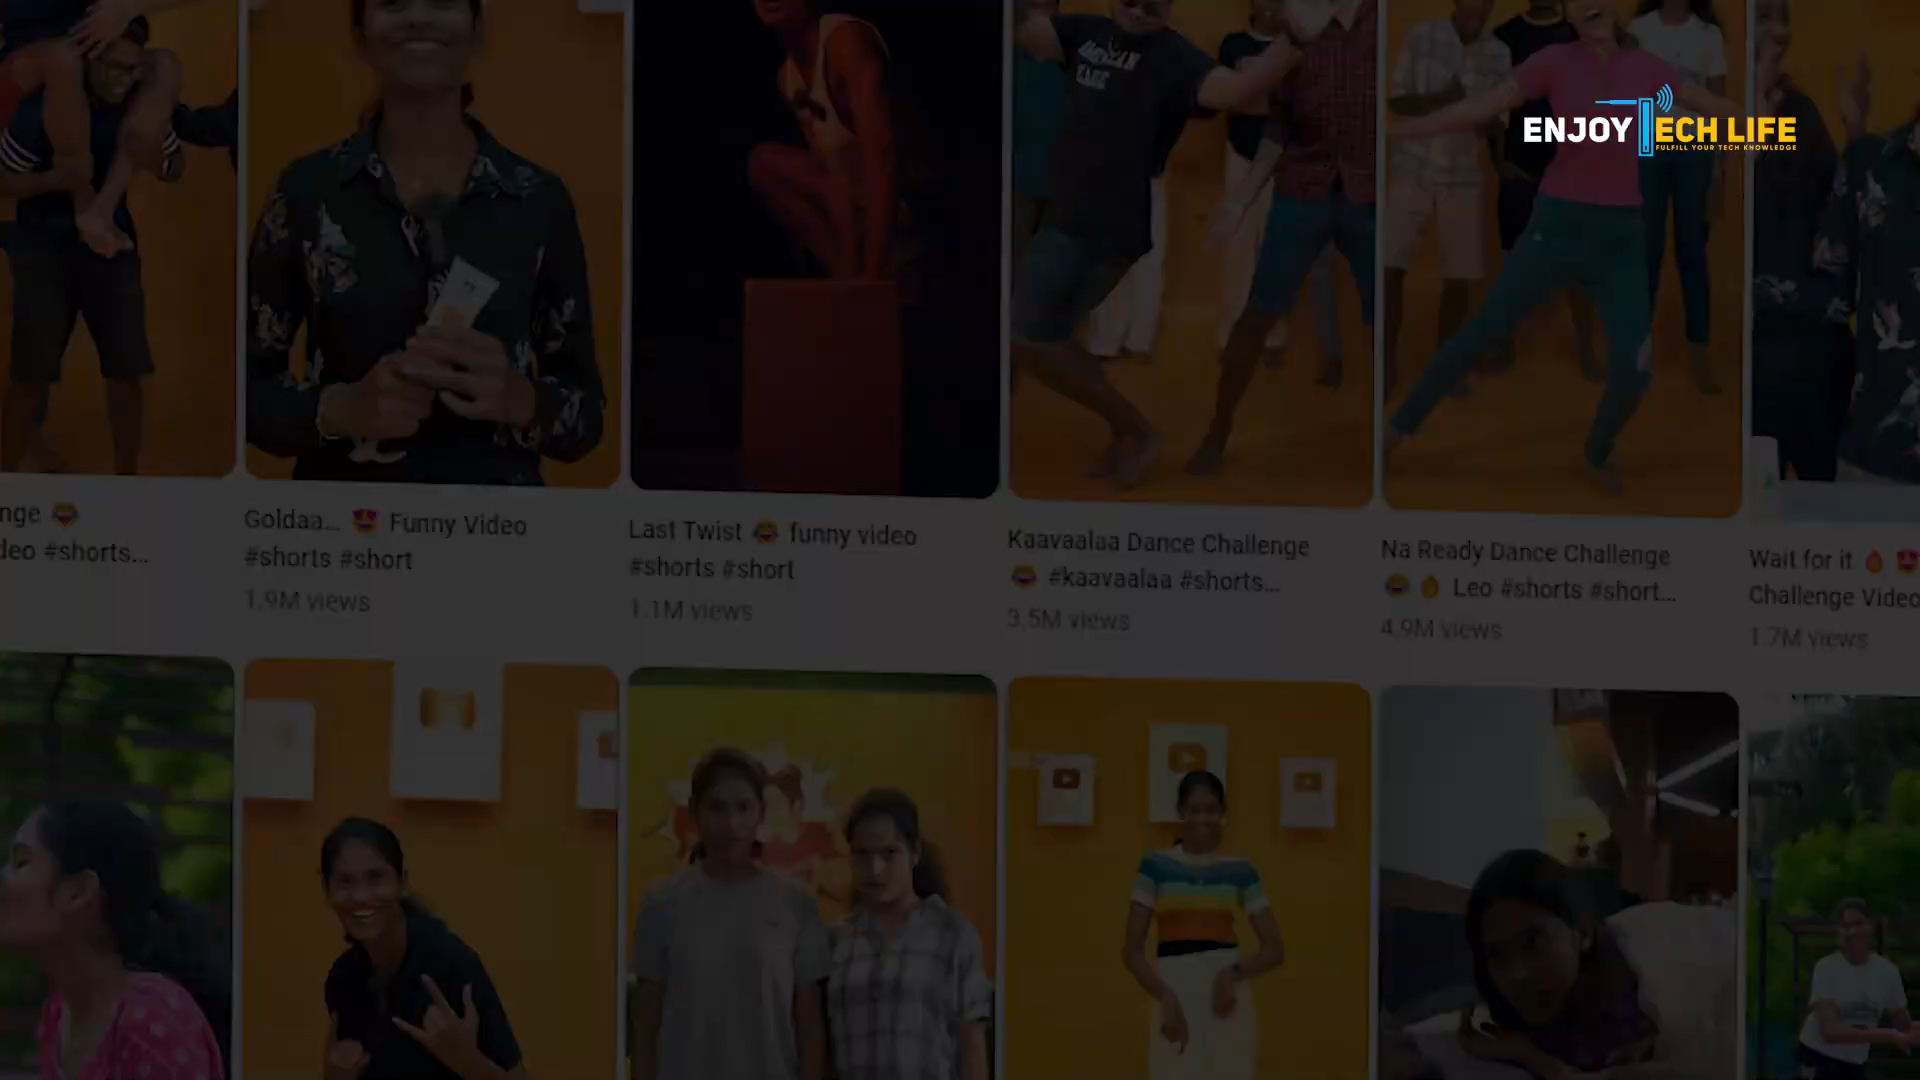 ENJOY TECH LIFE
FULFILL YOUR TECH KNOWLEDGE
nge 😂
deo #shorts...
Goldaa... 🤩 Funny Video
#shorts #short
1.9M views
Last Twist 😂 funny video
#shorts #short
1.1M views
Kaavaalaa Dance Challenge
😂 #kaavaalaa #shorts...
3.5M views
Na Ready Dance Challenge
😂 🔥 Leo #shorts #short...
4.9M views
Wait for it 🔥 🤩
Challenge Video
1.7M views